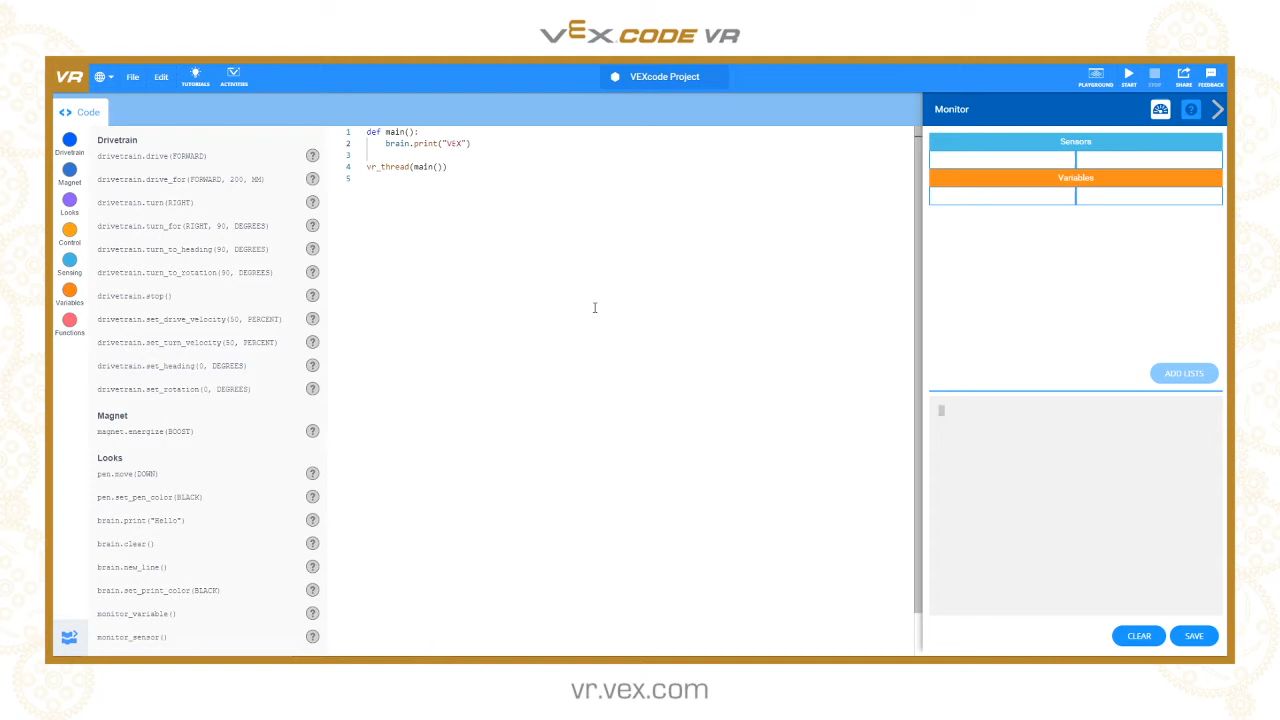 VEX CODE VR
VR File Edit TUTORIALS ACTIVITIES VEXcode Project PLAYGROUND START STOP SHARE FEEDBACK
<> Code
Drivetrain
Magnet
Looks
Control
Sensing
Variables
Functions
Drivetrain
drivetrain.drive(FORWARD) ?
drivetrain.drive_for(FORWARD, 200, MM) ?
drivetrain.turn(RIGHT) ?
drivetrain.turn_for(RIGHT, 90, DEGREES) ?
drivetrain.turn_to_heading(90, DEGREES) ?
drivetrain.turn_to_rotation(90, DEGREES) ?
drivetrain.stop() ?
drivetrain.set_drive_velocity(50, PERCENT) ?
drivetrain.set_turn_velocity(50, PERCENT) ?
drivetrain.set_heading(0, DEGREES) ?
drivetrain.set_rotation(0, DEGREES) ?
Magnet
magnet.energize(BOOST) ?
Looks
pen.move(DOWN) ?
pen.set_pen_color(BLACK) ?
brain.print("Hello") ?
brain.clear() ?
brain.new_line() ?
brain.set_print_color(BLACK) ?
monitor_variable() ?
monitor_sensor() ?
1 def main():
2 brain.print("VEX")
3
4 vr_thread(main())
5
Monitor ?
Sensors
Variables
ADD LISTS
CLEAR SAVE
vr.vex.com